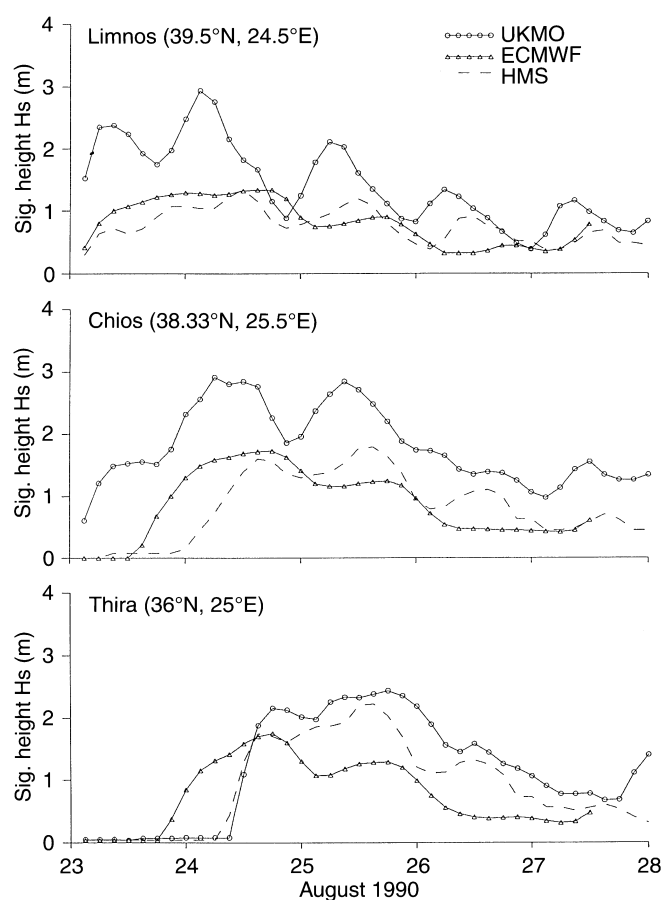 Limnos (39.5°N, 24.5°E)
UKMO
ECMWF
HMS
Sig. height Hs (m)
4
3
2
1
0
Chios (38.33°N, 25.5°E)
Sig. height Hs (m)
4
3
2
1
0
Thira (36°N, 25°E)
Sig. height Hs (m)
4
3
2
1
0
23 24 25 26 27 28
August 1990